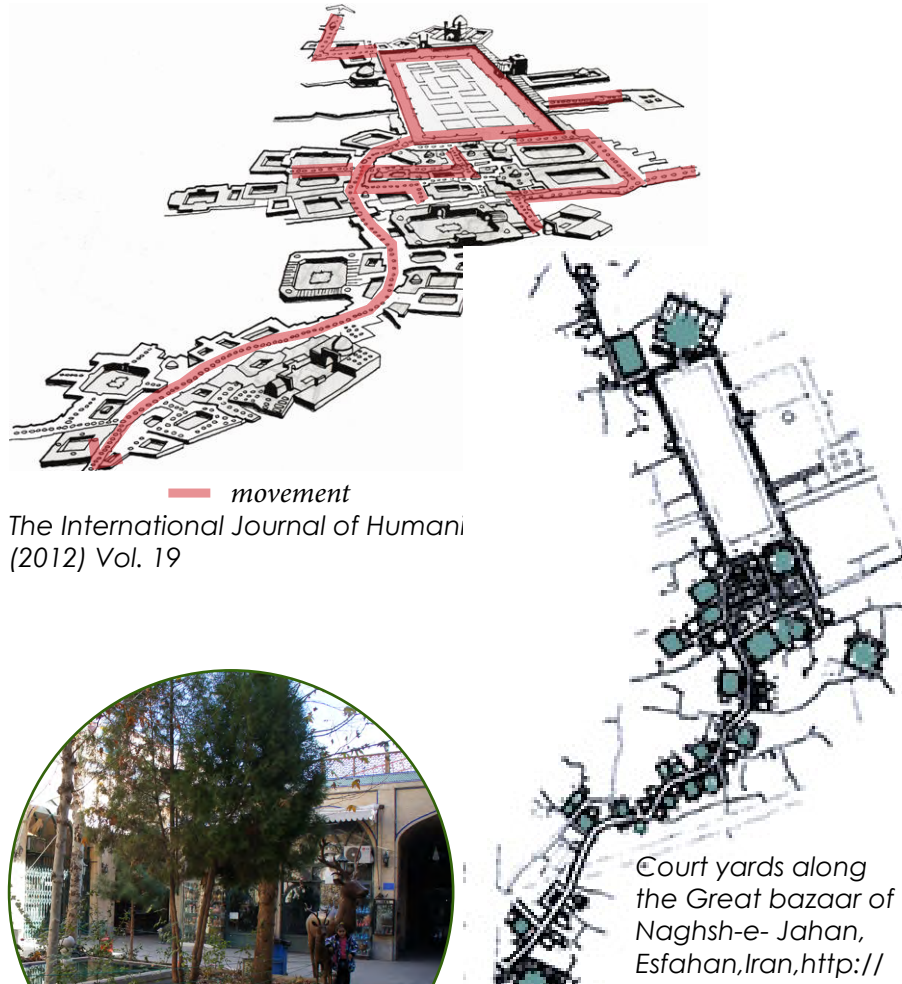 movement
The International Journal of Humani
(2012) Vol. 19
Court yards along
the Great bazaar of
Naghsh-e- Jahan,
Esfahan,Iran,http://